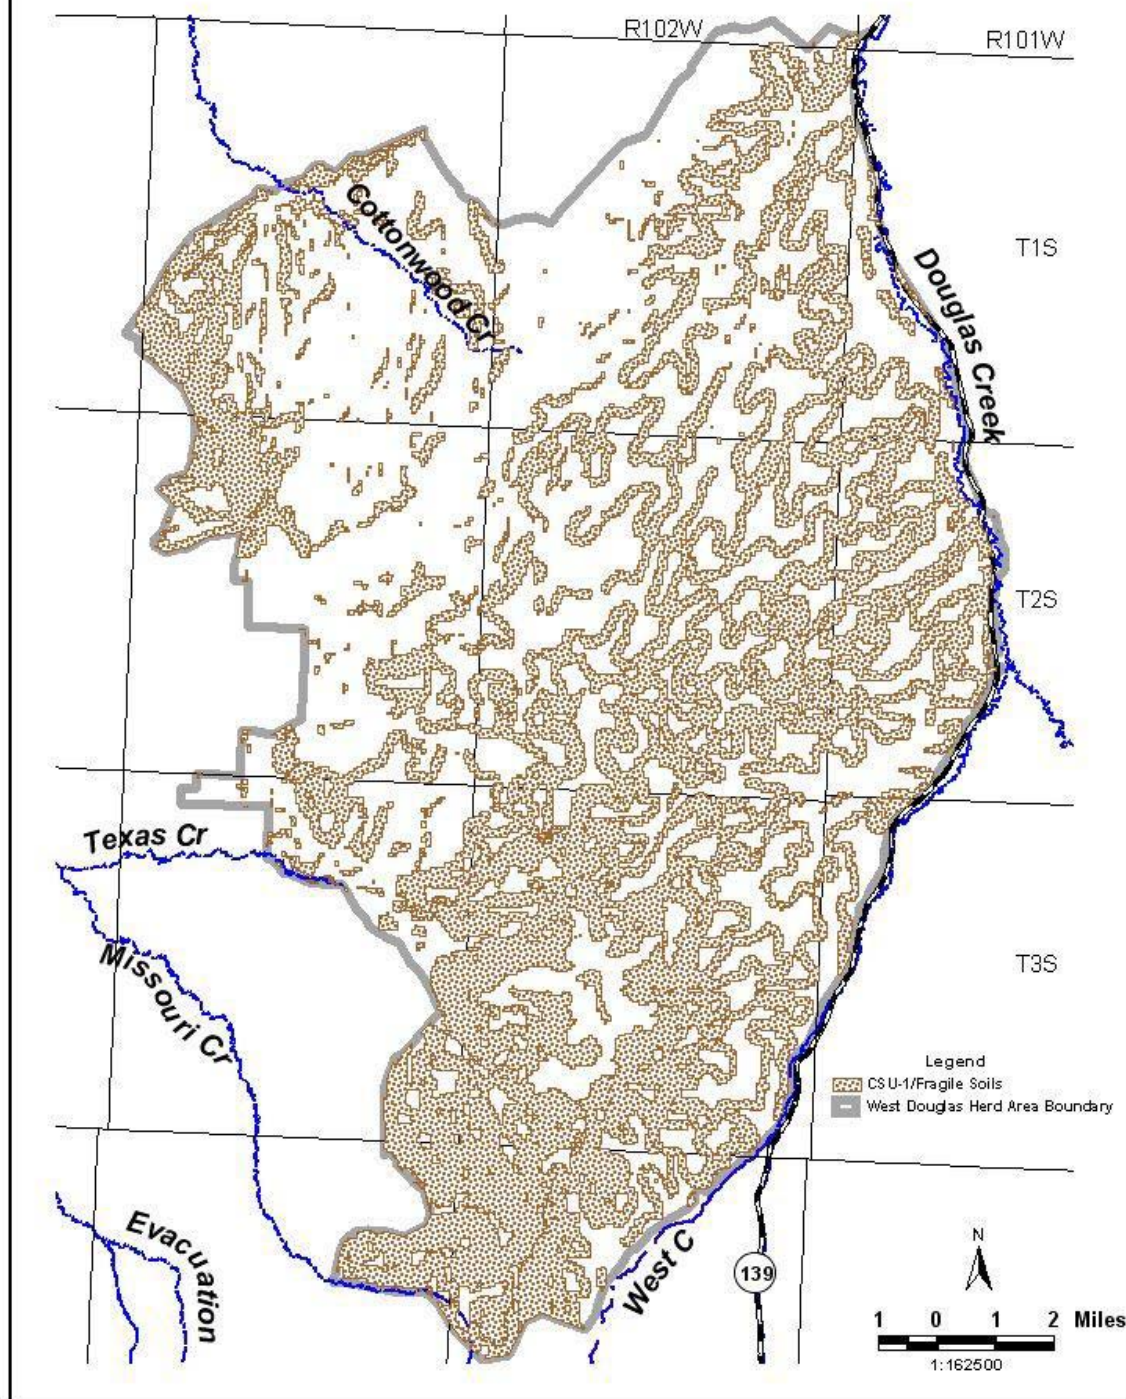 R102W
R101W
Cottonwood Cr
T1S
Douglas Creek
T2S
Texas Cr
Missouri Cr
T3S
Legend
CSU-1/Fragile Soils
West Douglas Herd Area Boundary
Evacuation
West C
139
N
1 0 1 2 Miles
1:162500